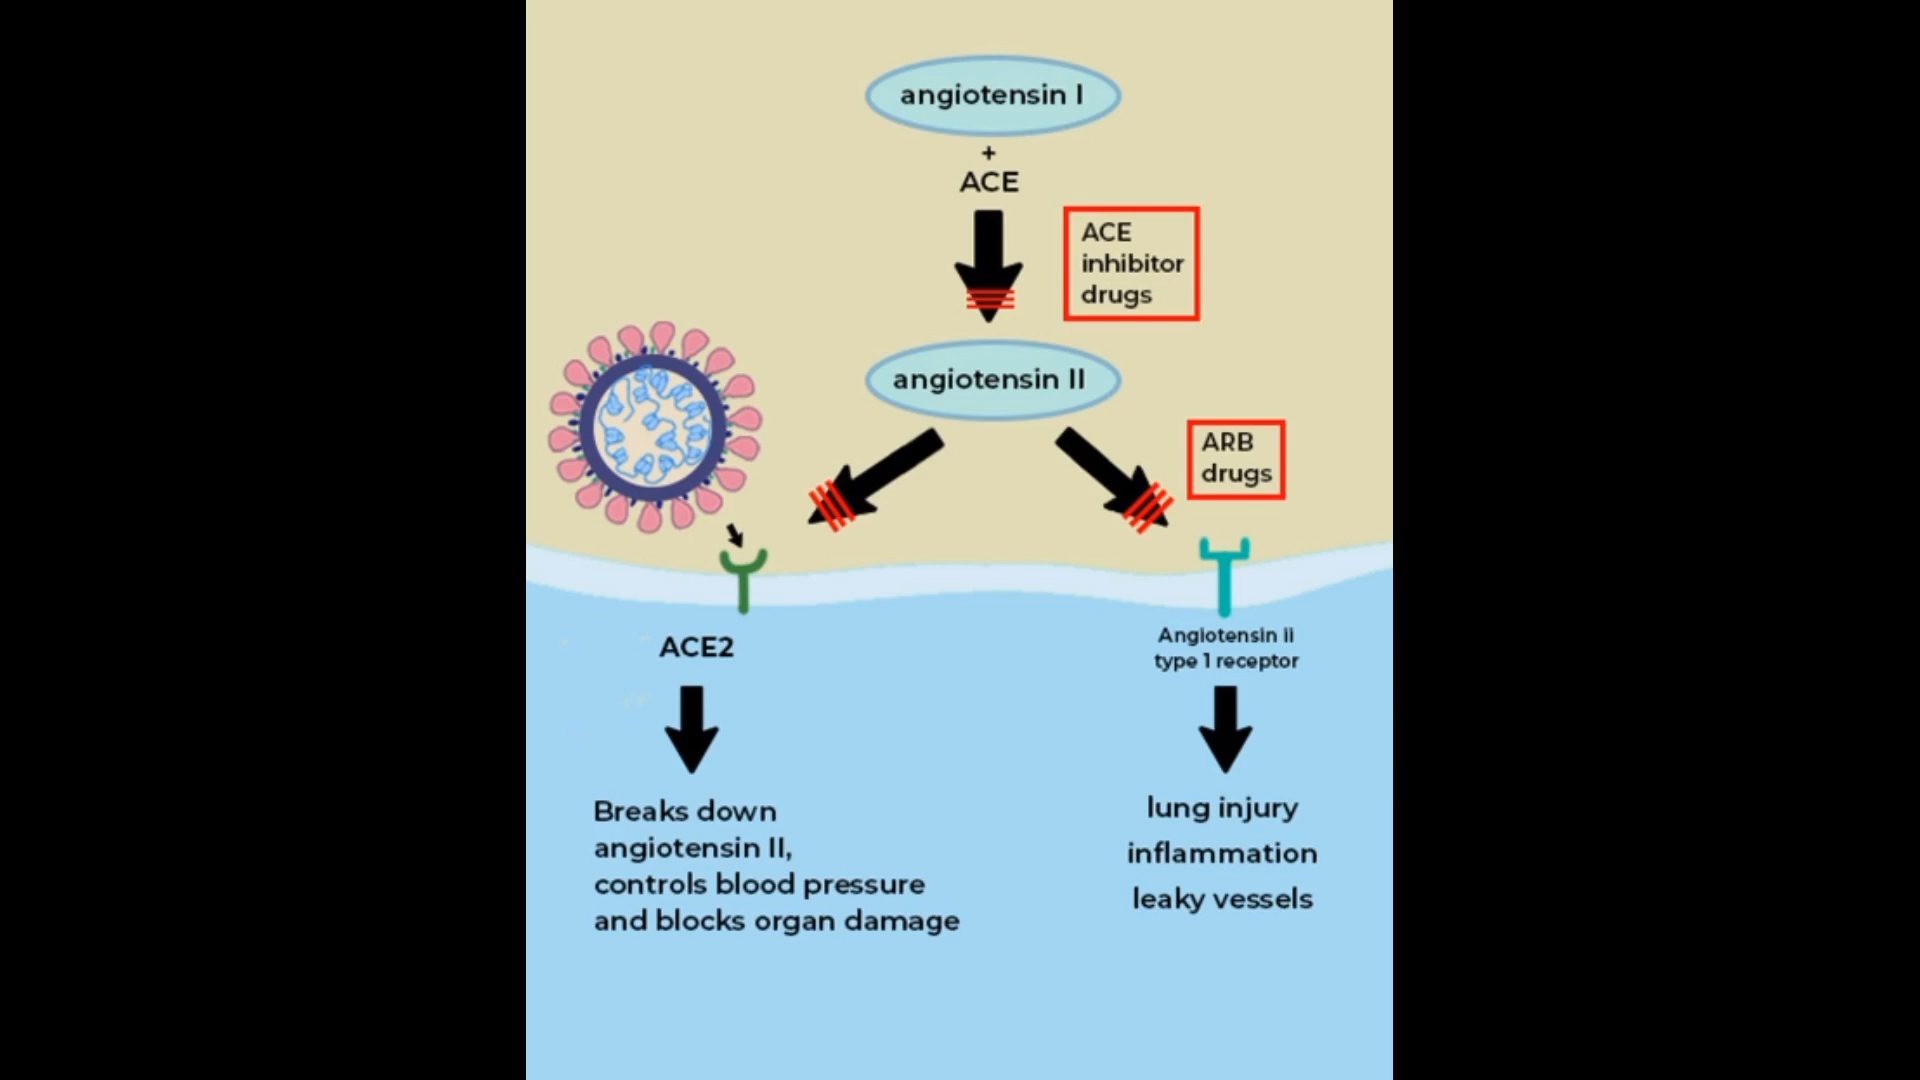 angiotensin I
+
ACE
ACE
inhibitor
drugs
angiotensin II
ARB
drugs
ACE2
Angiotensin ii
type 1 receptor
Breaks down
angiotensin II,
controls blood pressure
and blocks organ damage
lung injury
inflammation
leaky vessels